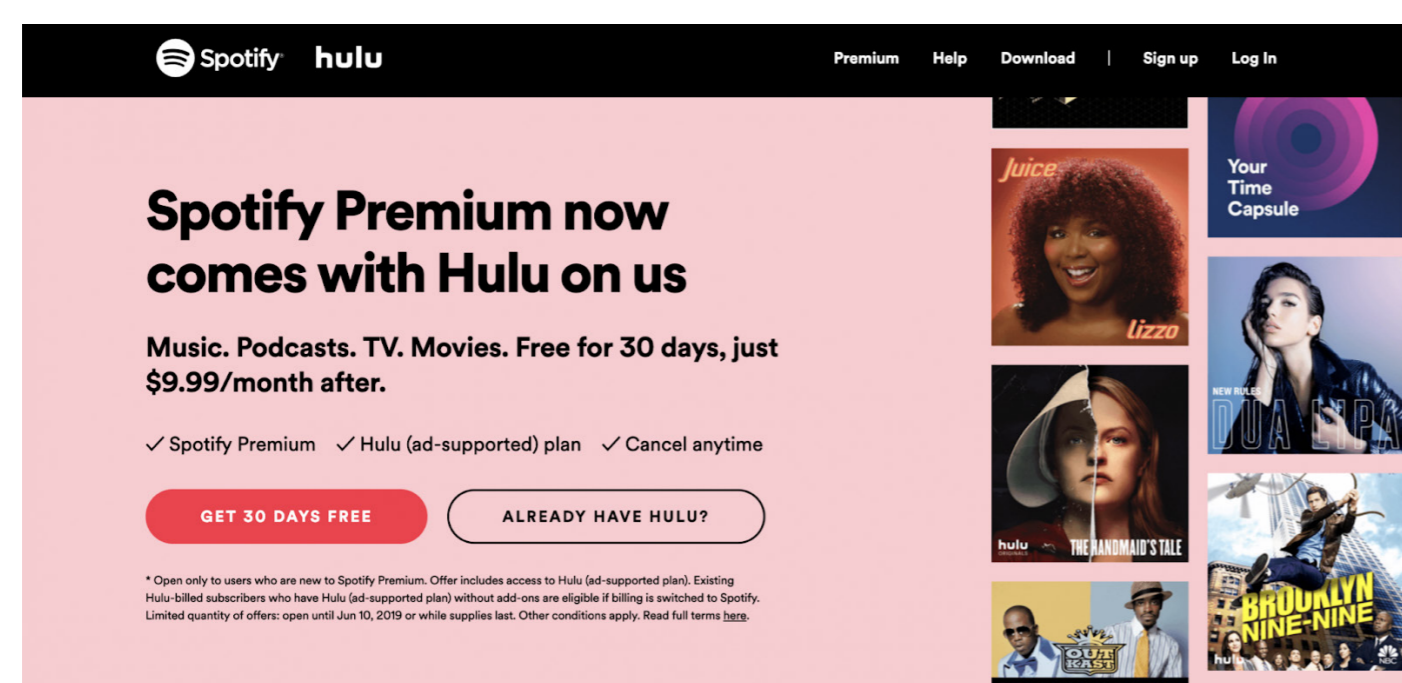 Spotify hulu Premium Help Download | Sign up Log In
Spotify Premium now
comes with Hulu on us
Music. Podcasts. TV. Movies. Free for 30 days, just
$9.99/month after.
✓ Spotify Premium ✓ Hulu (ad-supported) plan ✓ Cancel anytime
GET 30 DAYS FREE ALREADY HAVE HULU?
* Open only to users who are new to Spotify Premium. Offer includes access to Hulu (ad-supported plan). Existing
Hulu-billed subscribers who have Hulu (ad-supported plan) without add-ons are eligible if billing is switched to Spotify.
Limited quantity of offers: open until Jun 10, 2019 or while supplies last. Other conditions apply. Read full terms here.
Juice
lizzo
hulu
ORIGINALS
THE HANDMAID'S TALE
OUT
KAST
Your
Time
Capsule
NEW RULES
DUA LIPA
BROOKLYN
NINE-NINE
hulu
NBC